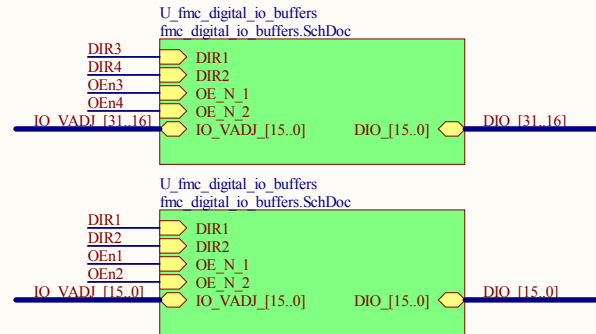 U_fmc_digital_io_buffers
fmc_digital_io_buffers.SchDoc
DIR3 DIR1
DIR4 DIR2
OEn3 OE_N_1
OEn4 OE_N_2
IO_VADJ_[31..16] IO_VADJ_[15..0] DIO_[15..0] DIO_[31..16]
U_fmc_digital_io_buffers
fmc_digital_io_buffers.SchDoc
DIR1 DIR1
DIR2 DIR2
OEn1 OE_N_1
OEn2 OE_N_2
IO_VADJ_[15..0] IO_VADJ_[15..0] DIO_[15..0] DIO_[15..0]